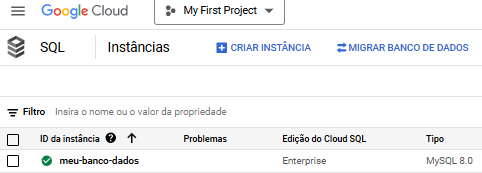 Google Cloud My First Project
SQL Instâncias CRIAR INSTÂNCIA MIGRAR BANCO DE DADOS
Filtro Insira o nome ou o valor da propriedade
ID da instância Problemas Edição do Cloud SQL Tipo
meu-banco-dados Enterprise MySQL 8.0